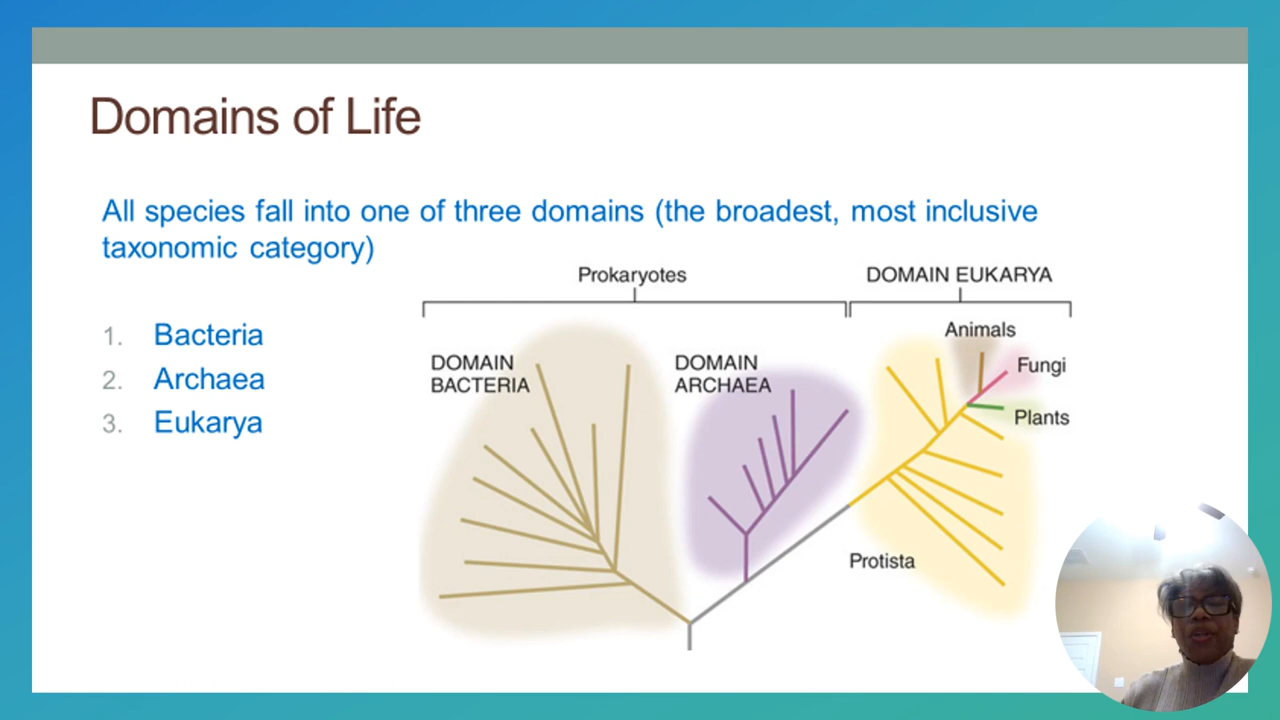 Domains of Life
All species fall into one of three domains (the broadest, most inclusive
taxonomic category)
1. Bacteria
2. Archaea
3. Eukarya
Prokaryotes
DOMAIN EUKARYA
DOMAIN
BACTERIA
DOMAIN
ARCHAEA
Animals
Fungi
Plants
Protista